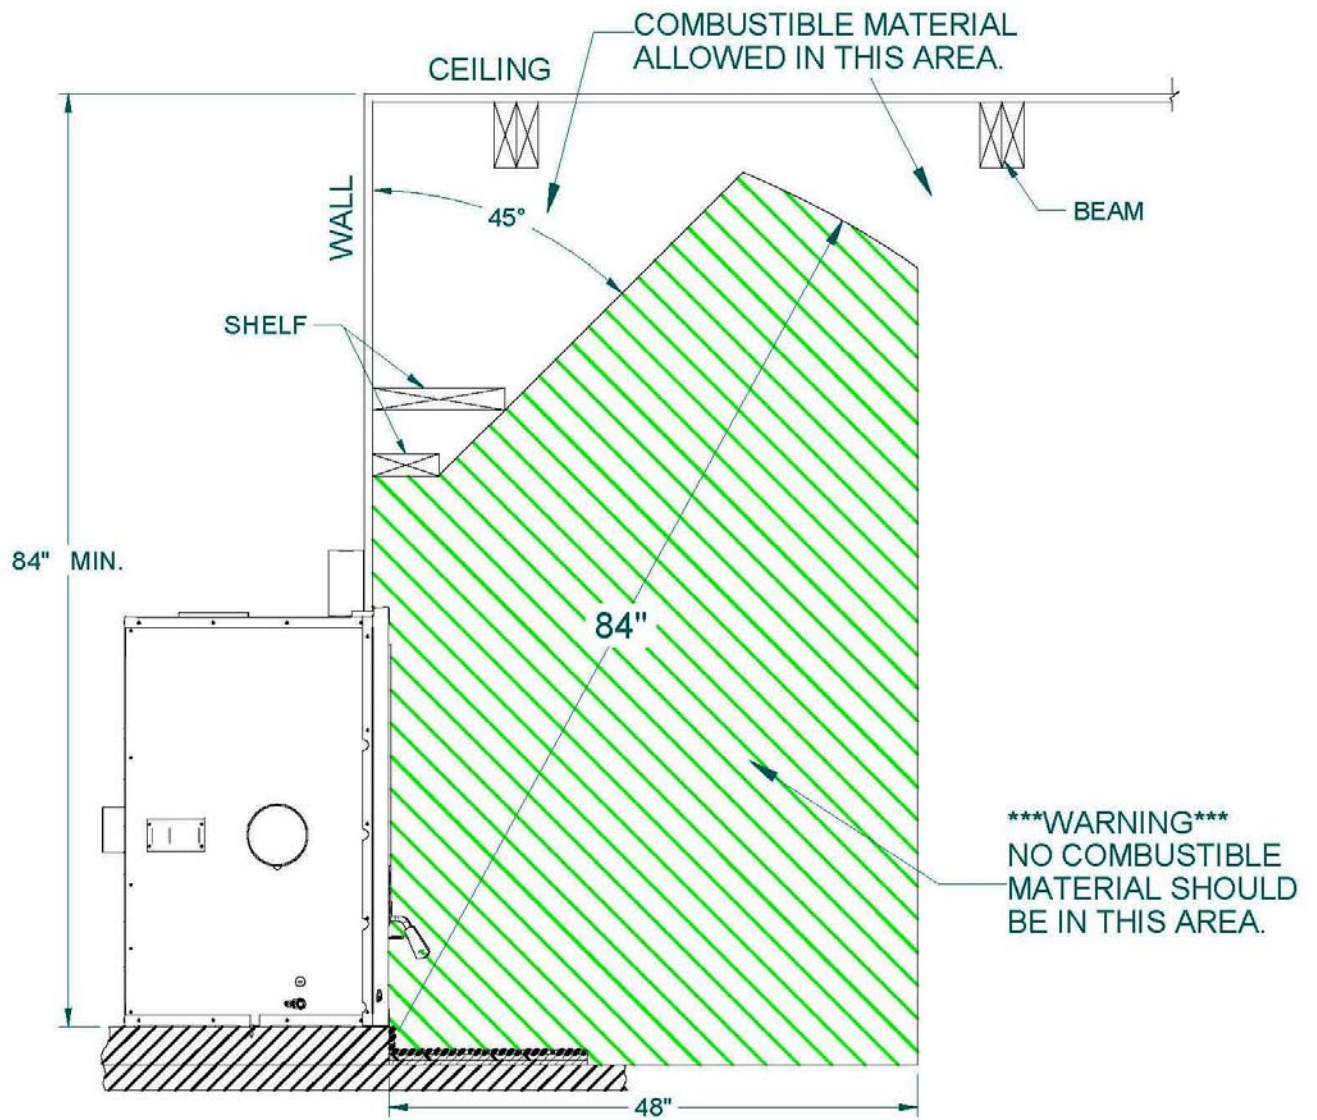 COMBUSTIBLE MATERIAL
ALLOWED IN THIS AREA.
CEILING
WALL
45°
BEAM
SHELF
84" MIN.
84"
***WARNING***
NO COMBUSTIBLE
MATERIAL SHOULD
BE IN THIS AREA.
48"